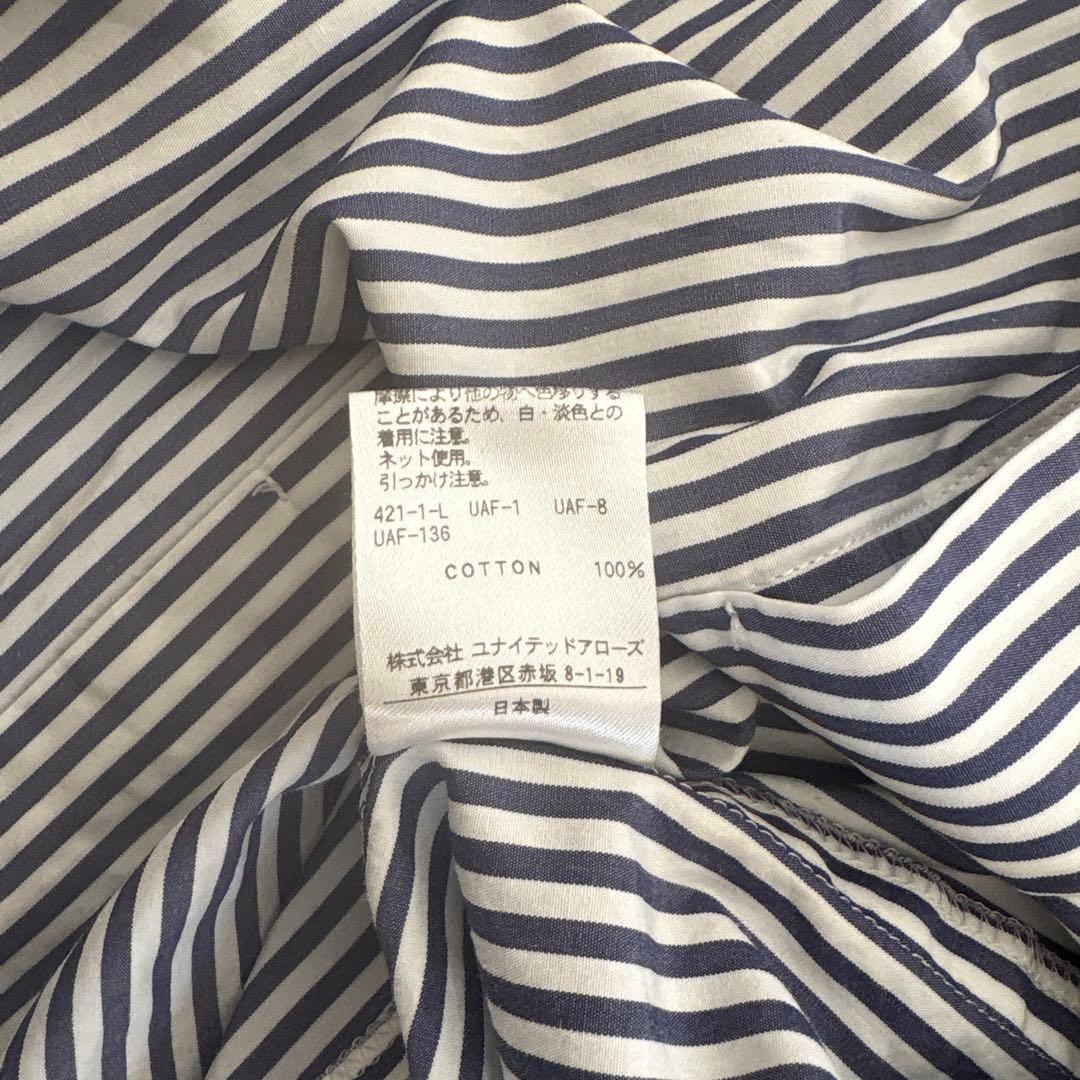 摩擦により他の物へ色移りする
ことがあるため、白・淡色との
着用に注意。
ネット使用。
引っかけ注意。
421-1-L UAF-1 UAF-8
UAF-136
COTTON 100%
株式会社 ユナイテッドアローズ
東京都港区赤坂 8-1-19
日本製